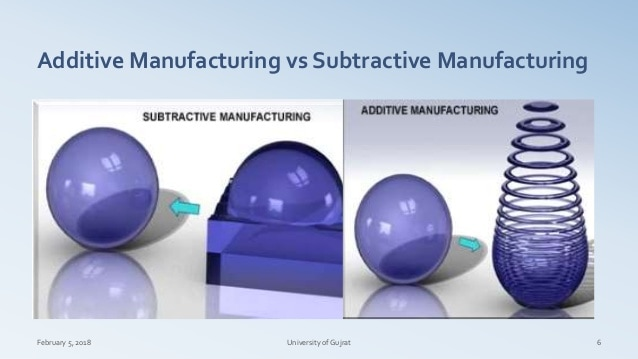 Additive Manufacturing vs Subtractive Manufacturing
SUBTRACTIVE MANUFACTURING
ADDITIVE MANUFACTURING
February 5, 2018
University of Gujrat
6